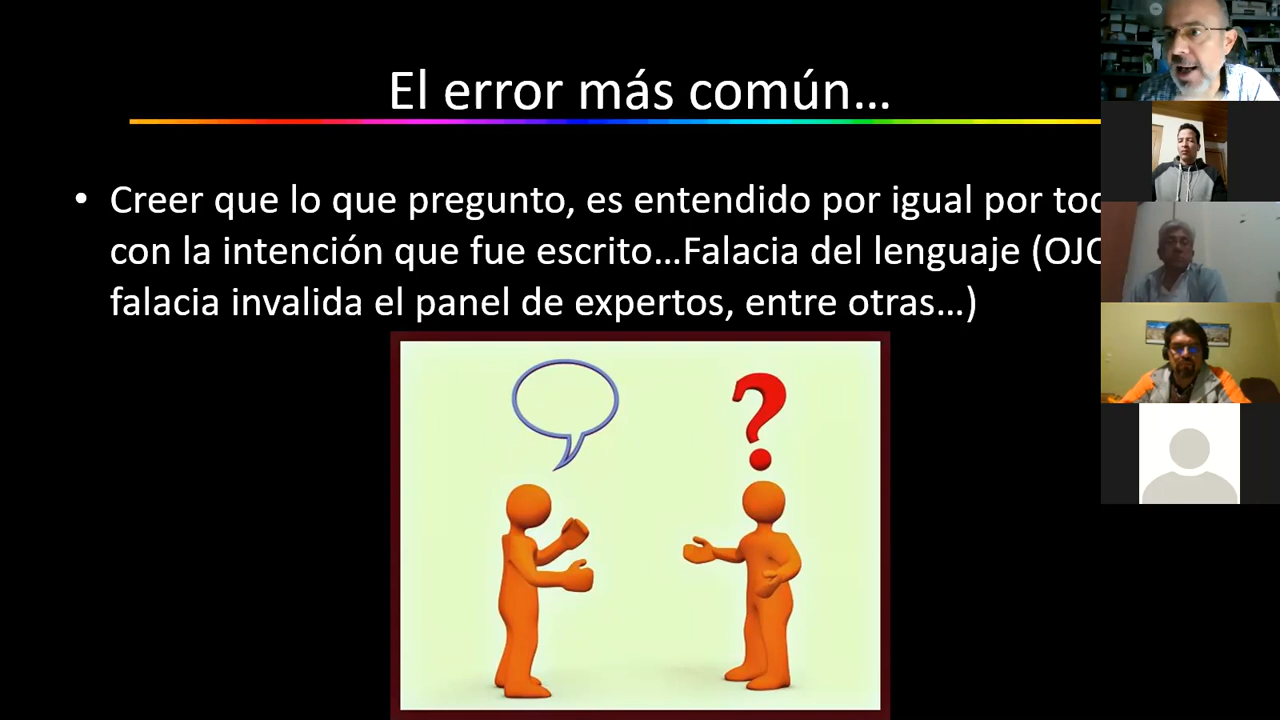 El error más común...
• Creer que lo que pregunto, es entendido por igual por
con la intención que fue escrito...Falacia del lenguaje
falacia invalida el panel de expertos, entre otras...)